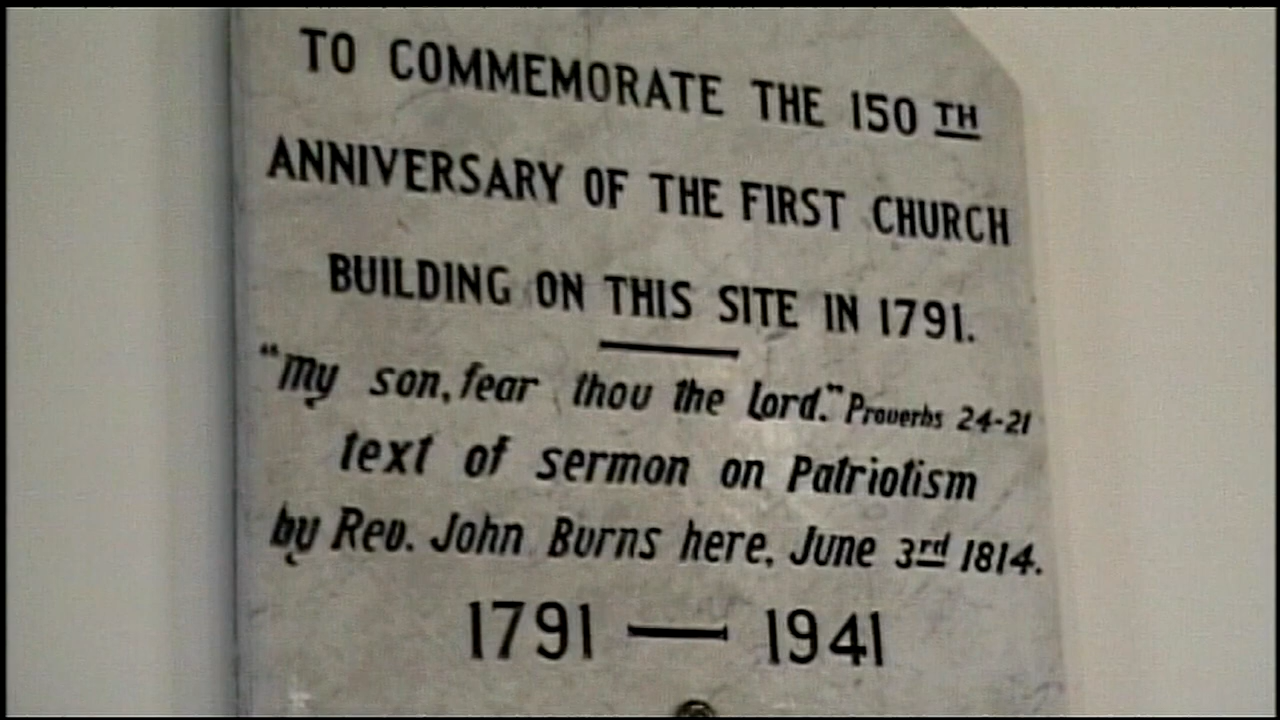 TO COMMEMORATE THE 150TH
ANNIVERSARY OF THE FIRST CHURCH
BUILDING ON THIS SITE IN 1791.
"My son, fear thou the Lord." Proverbs 24-21
text of sermon on Patriotism
by Rev. John Burns here, June 3rd 1814.
1791 — 1941